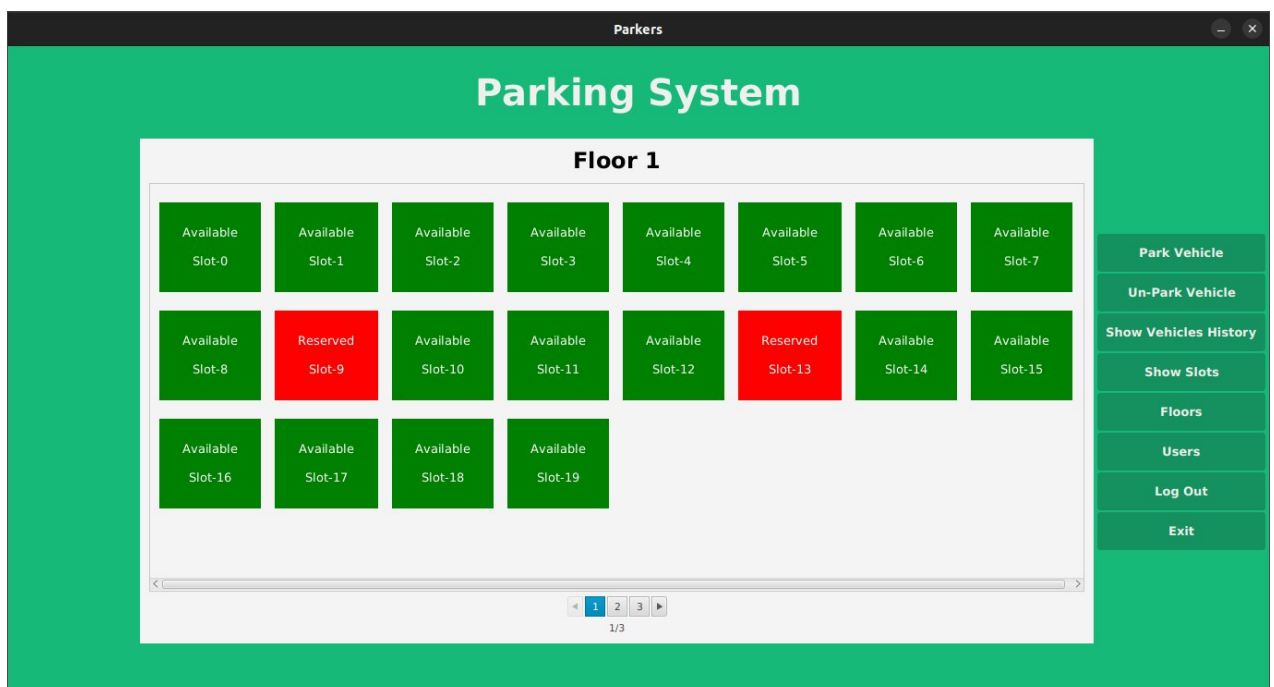 Parkers
Parking System
Floor 1
Available Available Available Available Available Available Available Available
Slot-0 Slot-1 Slot-2 Slot-3 Slot-4 Slot-5 Slot-6 Slot-7
Available Reserved Available Available Available Reserved Available Available
Slot-8 Slot-9 Slot-10 Slot-11 Slot-12 Slot-13 Slot-14 Slot-15
Available Available Available Available
Slot-16 Slot-17 Slot-18 Slot-19
1 2 3
1/3
Park Vehicle
Un-Park Vehicle
Show Vehicles History
Show Slots
Floors
Users
Log Out
Exit